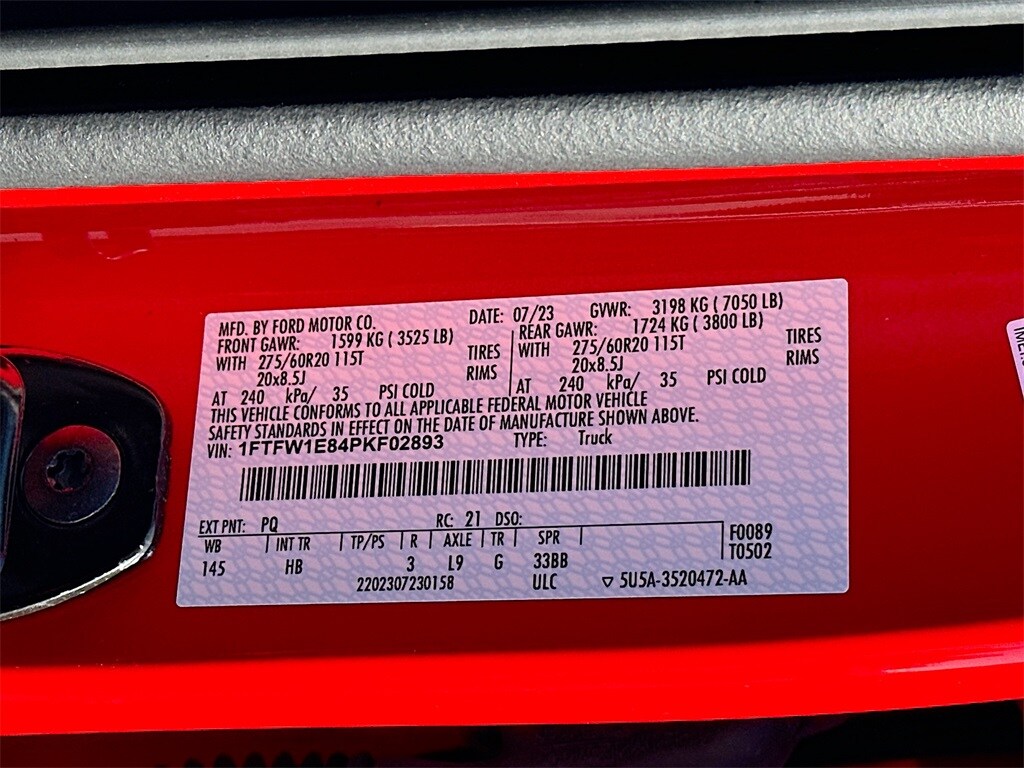 MFD. BY FORD MOTOR CO. DATE: 07/23 GVWR: 3198 KG ( 7050 LB)
FRONT GAWR: 1599 KG ( 3525 LB) REAR GAWR: 1724 KG ( 3800 LB)
WITH 275/60R20 115T TIRES WITH 275/60R20 115T TIRES
20x8.5J RIMS 20x8.5J RIMS
AT 240 kPa/ 35 PSI COLD AT 240 kPa/ 35 PSI COLD
THIS VEHICLE CONFORMS TO ALL APPLICABLE FEDERAL MOTOR VEHICLE
SAFETY STANDARDS IN EFFECT ON THE DATE OF MANUFACTURE SHOWN ABOVE.
VIN: 1FTFW1E84PKF02893 TYPE: Truck
EXT PNT: PQ RC: 21 DSO:
WB INT TR TP/PS R AXLE TR SPR F0089
145 HB 3 L9 G 33BB T0502
2202307230158 ULC ▽ 5U5A-3520472-AA